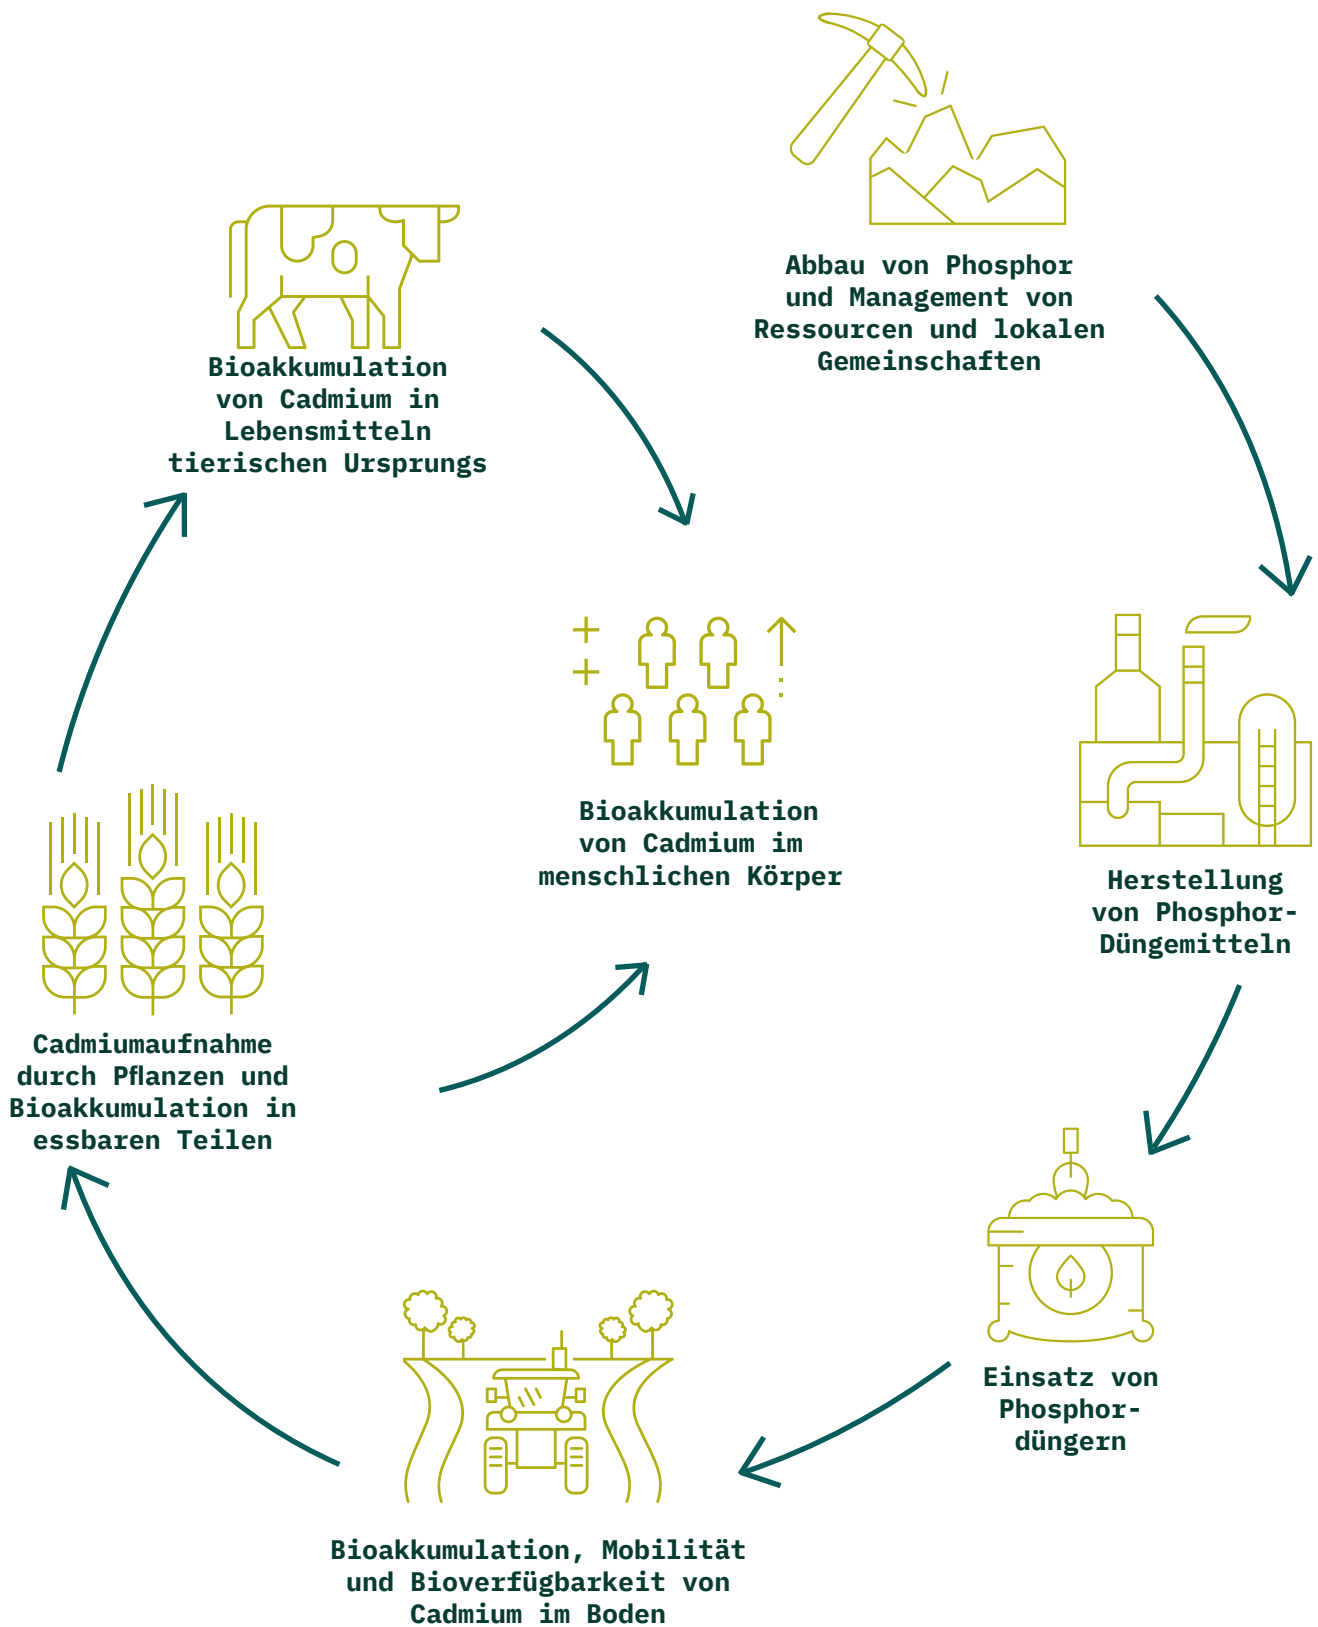 Abbau von Phosphor
und Management von
Ressourcen und lokalen
Gemeinschaften
Herstellung
von Phosphor-
Düngemitteln
Einsatz von
Phosphor-
düngern
Bioakkumulation, Mobilität
und Bioverfügbarkeit von
Cadmium im Boden
Cadmiumaufnahme
durch Pflanzen und
Bioakkumulation in
essbaren Teilen
Bioakkumulation
von Cadmium in
Lebensmitteln
tierischen Ursprungs
Bioakkumulation
von Cadmium im
menschlichen Körper